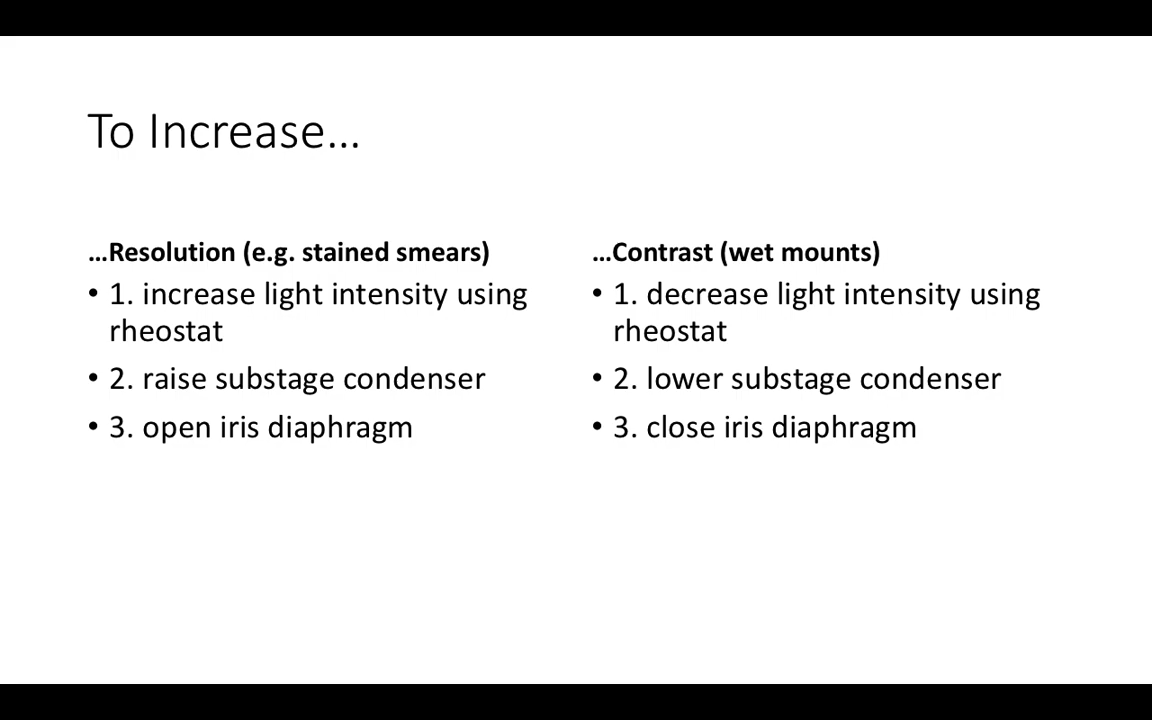 To Increase…
…Resolution (e.g. stained smears)
• 1. increase light intensity using
rheostat
• 2. raise substage condenser
• 3. open iris diaphragm
…Contrast (wet mounts)
• 1. decrease light intensity using
rheostat
• 2. lower substage condenser
• 3. close iris diaphragm